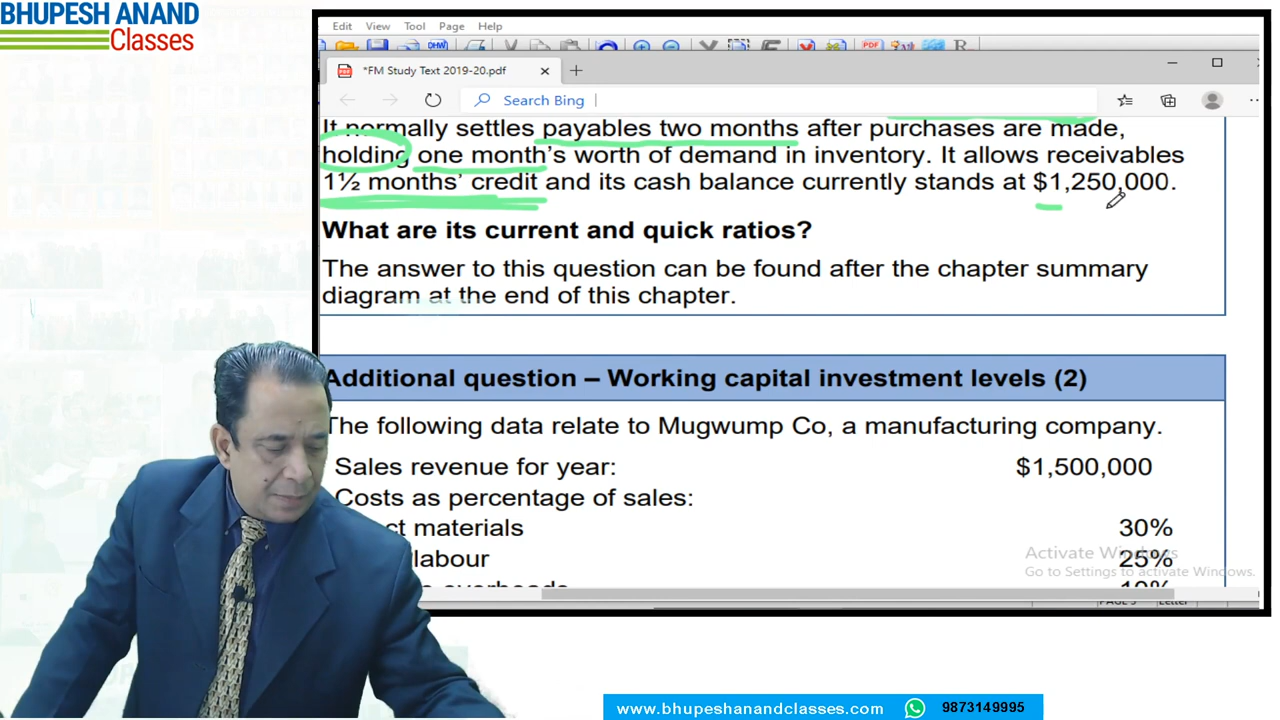 BHUPESH ANAND
Classes
Edit View Tool Page Help
*FM Study Text 2019-20.pdf
Search Bing
It normally settles payables two months after purchases are made,
holding one month's worth of demand in inventory. It allows receivables
1½ months' credit and its cash balance currently stands at $1,250,000.
What are its current and quick ratios?
The answer to this question can be found after the chapter summary
diagram at the end of this chapter.
Additional question – Working capital investment levels (2)
The following data relate to Mugwump Co, a manufacturing company.
Sales revenue for year: $1,500,000
Costs as percentage of sales:
ct materials 30%
labour 25%
Activate Windows
Go to Settings to activate Windows.
www.bhupeshanandclasses.com 9873149995